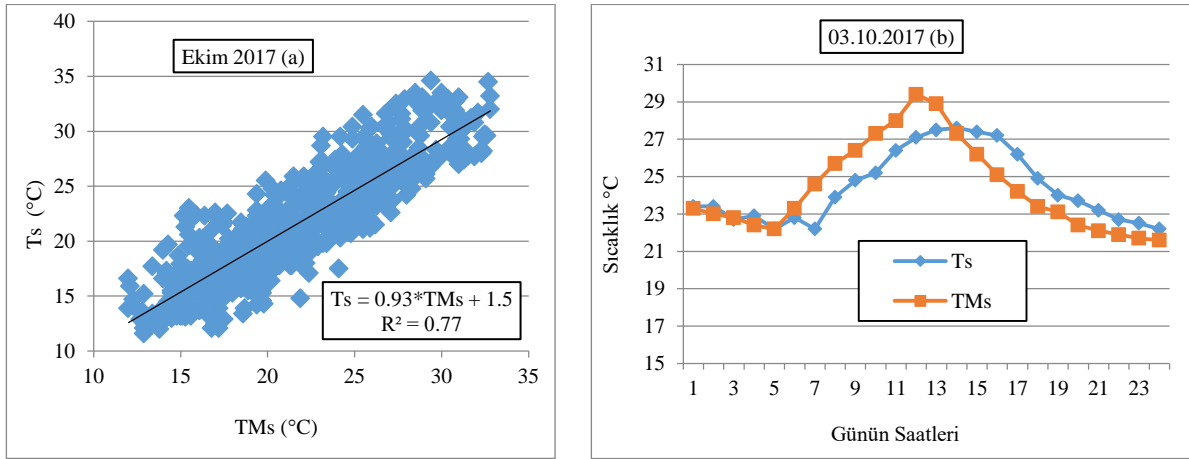 Ekim 2017 (a)
40
35
30
25
20
15
10
Ts (°C)
Ts = 0.93*TMs + 1.5
R² = 0.77
10 15 20 25 30 35
TMs (°C)
03.10.2017 (b)
31
29
27
25
23
21
19
17
15
Sıcaklık °C
Ts
TMs
1 3 5 7 9 11 13 15 17 19 21 23
Günün Saatleri